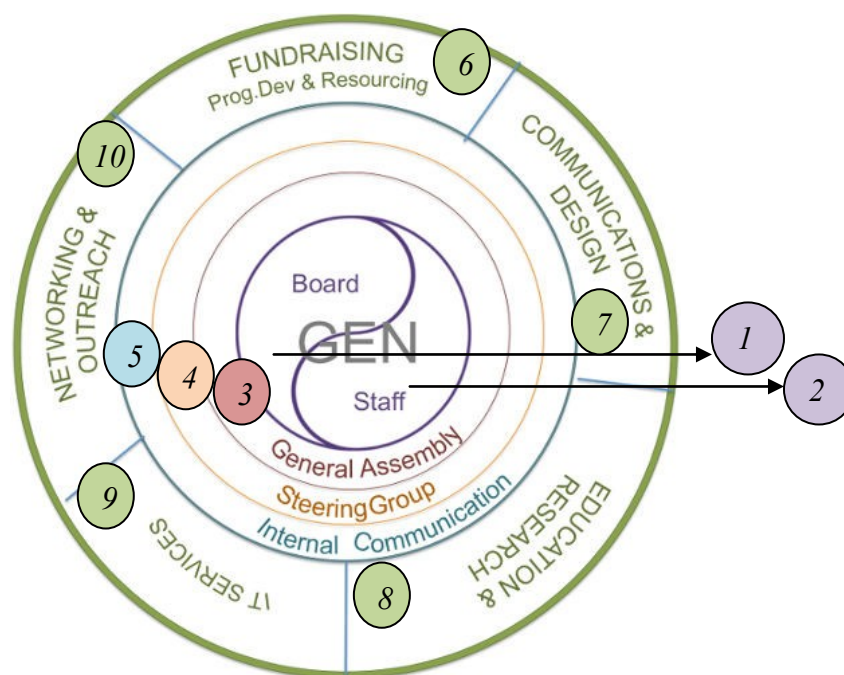 FUNDRAISING
Prog.Dev & Resourcing
6
COMMUNICATIONS &
DESIGN
10
NETWORKING &
OUTREACH
Board
GEN
Staff
7
1
2
5
4
3
General Assembly
SteeringGroup
Internal Communication
9
IT SERVICES
8
EDUCATION &
RESEARCH